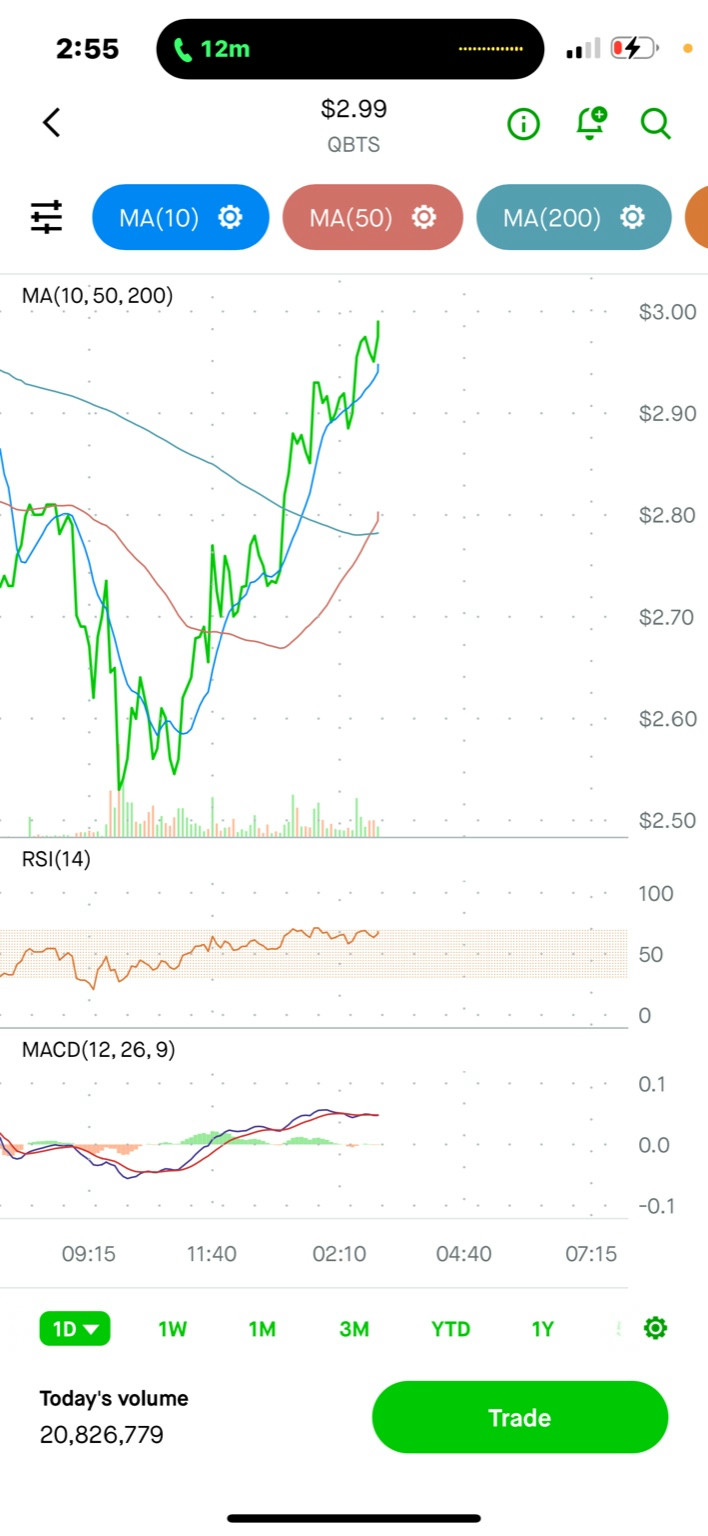 2:55 12m
$2.99
QBTS
MA(10) MA(50) MA(200)
MA(10,50,200)
$3.00
$2.90
$2.80
$2.70
$2.60
$2.50
RSI(14)
100
50
0
MACD(12,26,9)
0.1
0.0
-0.1
09:15 11:40 02:10 04:40 07:15
1D 1W 1M 3M YTD 1Y
Today's volume
20,826,779
Trade